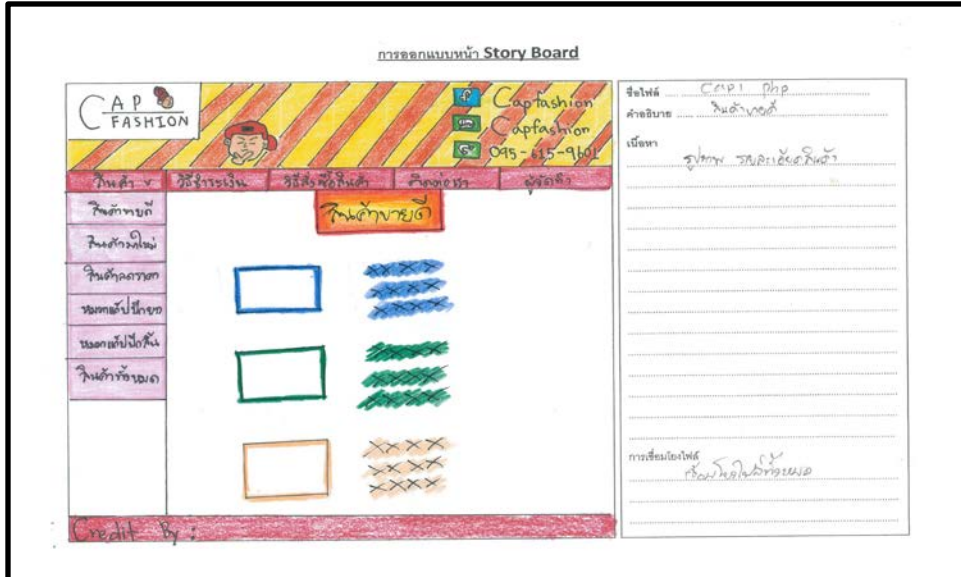 การออกแบบหน้า Story Board
CAP
FASHION
Capfashion
Capfashion
095-615-9601
สินค้า v
วิธีชำระเงิน
วิธีสั่งซื้อสินค้า
ติดต่อเรา
ผู้จัดทำ
สินค้าขายดี
สินค้ามาใหม่
สินค้าลดราคา
หมวกแก๊ปปีกยาว
หมวกแก๊ปปีกสั้น
สินค้าทั้งหมด
สินค้าขายดี
Credit By :
ชื่อไฟล์ Cap1 php
คำอธิบาย สินค้าขายดี
เนื้อหา
รูปภาพ รายละเอียดสินค้า
การเชื่อมโยงไฟล์
เชื่อมโยงไฟล์ทั้งหมด